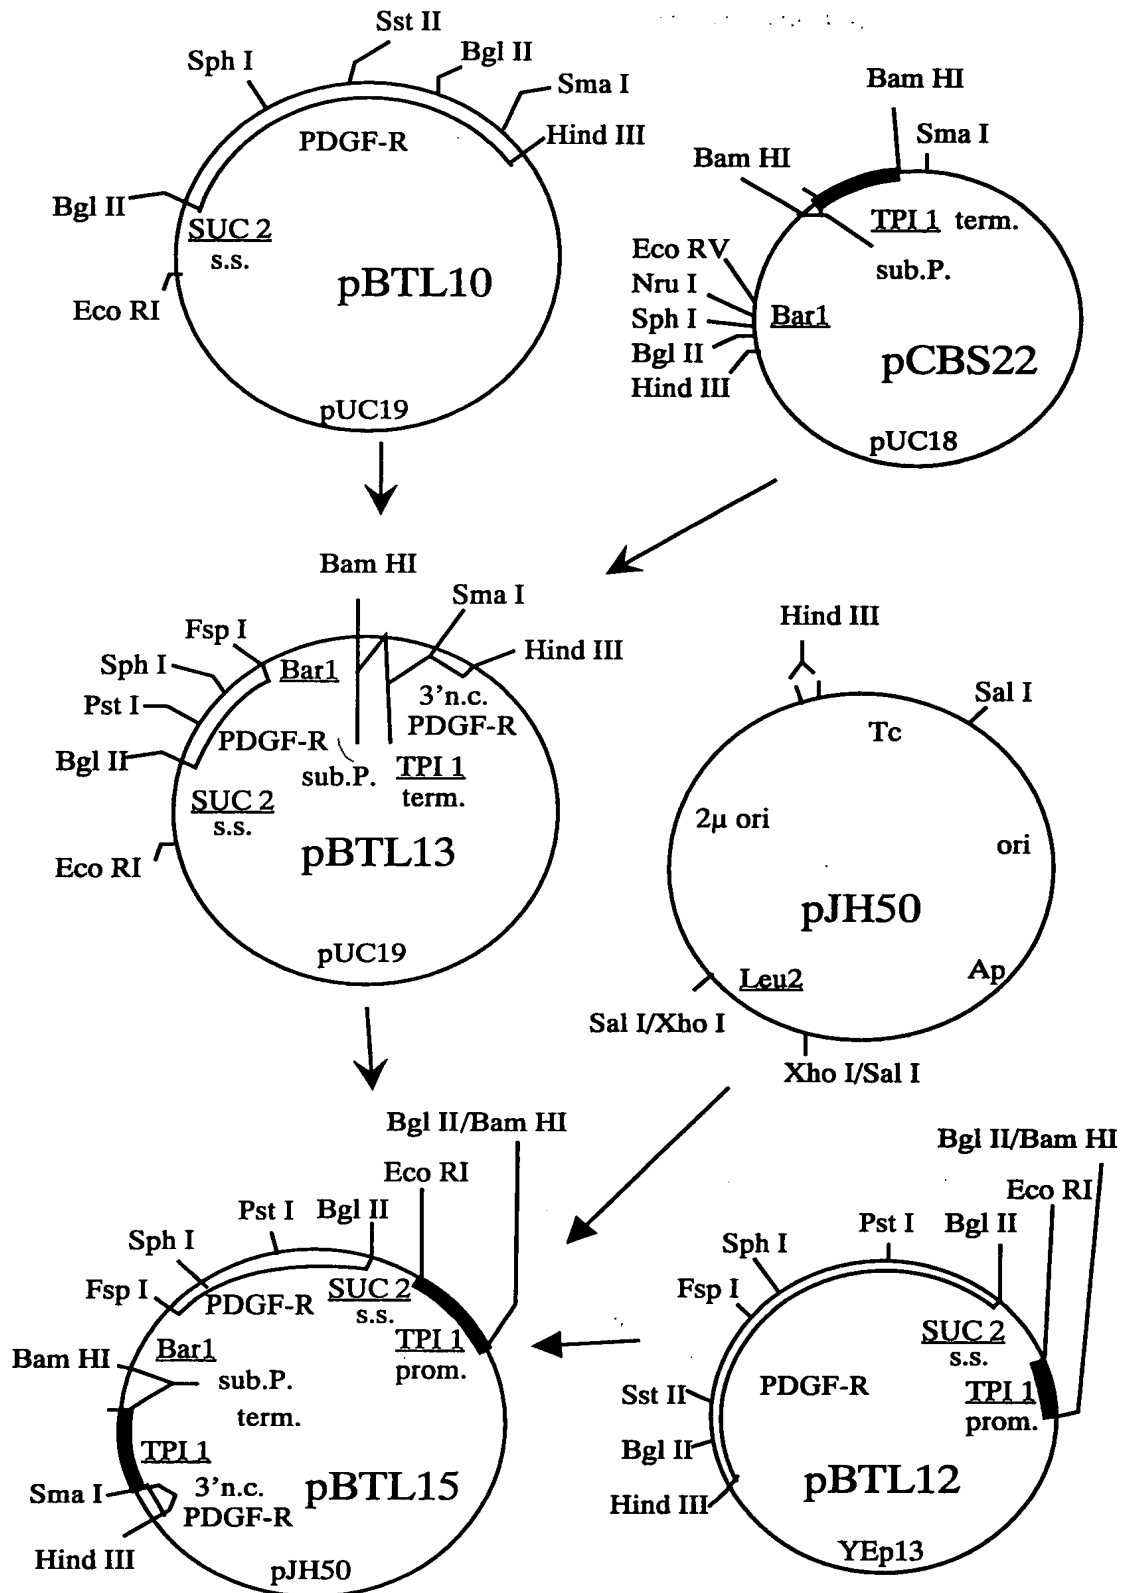 Sst II
Sph I
Bgl II
Sma I
Hind III
PDGF-R
Bgl II
SUC 2
s.s.
Eco RI
pBTL10
pUC19
Bam HI
Sma I
Bam HI
TPI 1 term.
sub.P.
Eco RV
Nru I
Sph I
Bgl II
Hind III
Bar1
pCBS22
pUC18
Bam HI
Sma I
Fsp I
Hind III
Sph I
Bar1
Pst I
3'n.c.
PDGF-R
PDGF-R
Bgl II
sub.P.
TPI 1
term.
SUC 2
s.s.
pBTL13
Eco RI
pUC19
Hind III
Sal I
Tc
2μ ori
ori
pJH50
Ap
Leu2
Sal I/Xho I
Xho I/Sal I
Bgl II/Bam HI
Eco RI
Pst I
Bgl II
Sph I
Fsp I
PDGF-R
SUC 2
s.s.
TPI 1
prom.
Bar1
Bam HI
sub.P.
term.
TPI 1
Sma I
3'n.c.
PDGF-R
pBTL15
Hind III
pJH50
Bgl II/Bam HI
Eco RI
Pst I
Bgl II
Sph I
Fsp I
SUC 2
s.s.
PDGF-R
TPI 1
prom.
Sst II
Bgl II
pBTL12
Hind III
YEp13